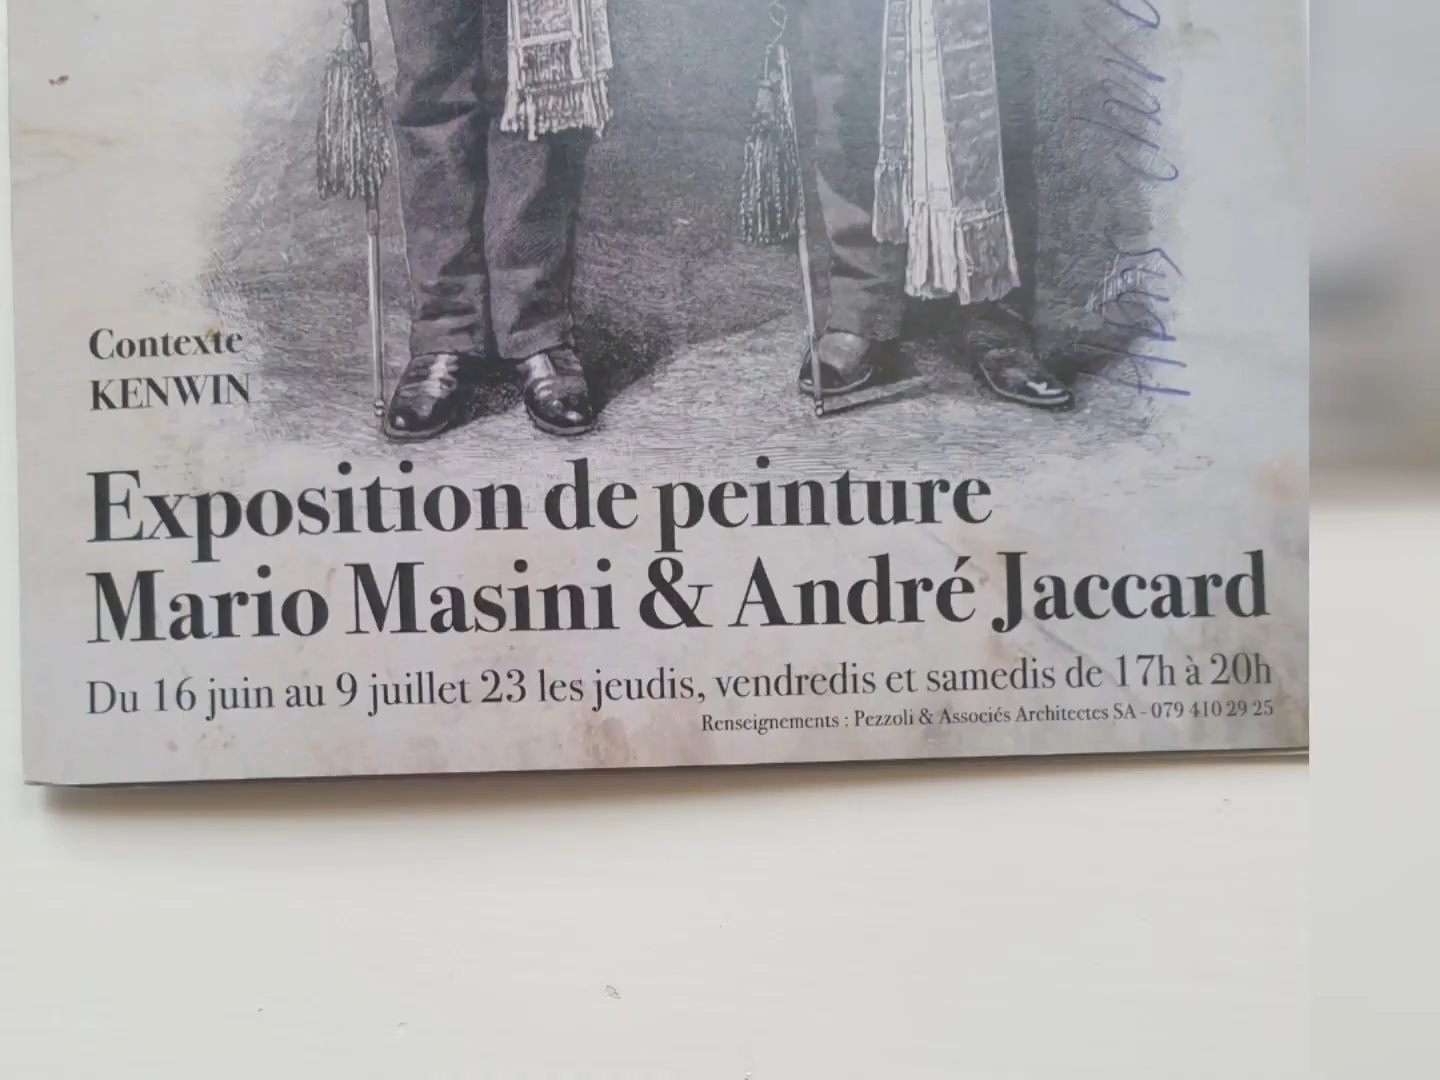 Contexte
KENWIN
Exposition de peinture
Mario Masini & André Jaccard
Du 16 juin au 9 juillet 23 les jeudis, vendredis et samedis de 17h à 20h
Renseignements : Pezzoli & Associés Architectes SA - 079 410 29 25